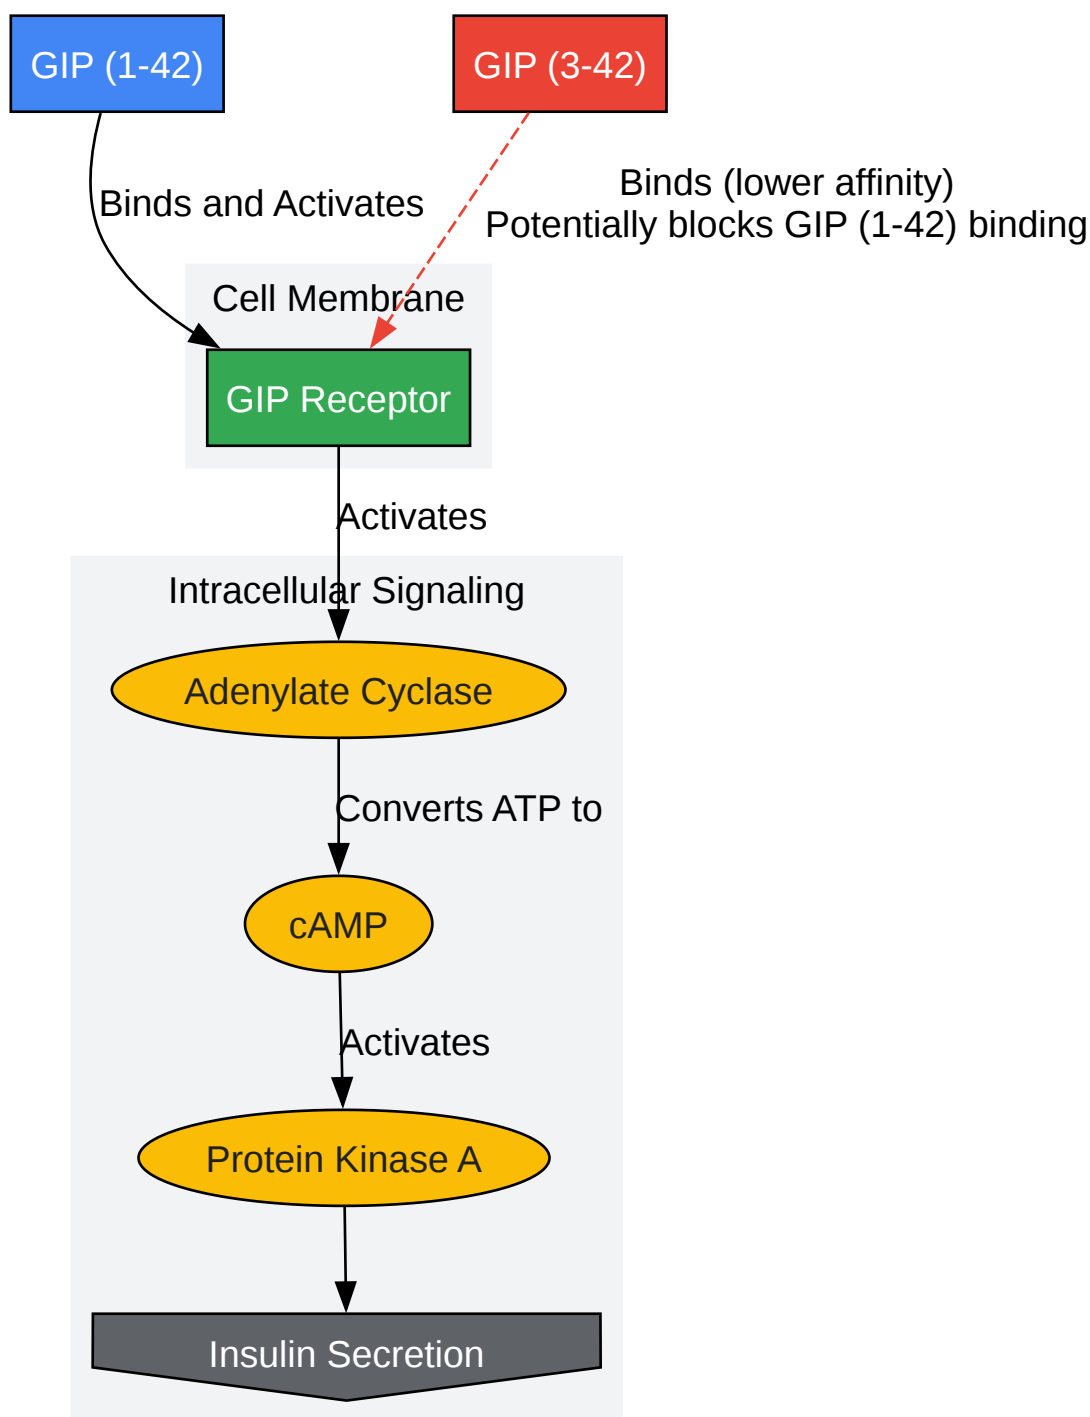 GIP (1-42)
GIP (3-42)
Binds and Activates
Binds (lower affinity)
Potentially blocks GIP (1-42) binding
Cell Membrane
GIP Receptor
Activates
Intracellular Signaling
Adenylate Cyclase
Converts ATP to
cAMP
Activates
Protein Kinase A
Insulin Secretion